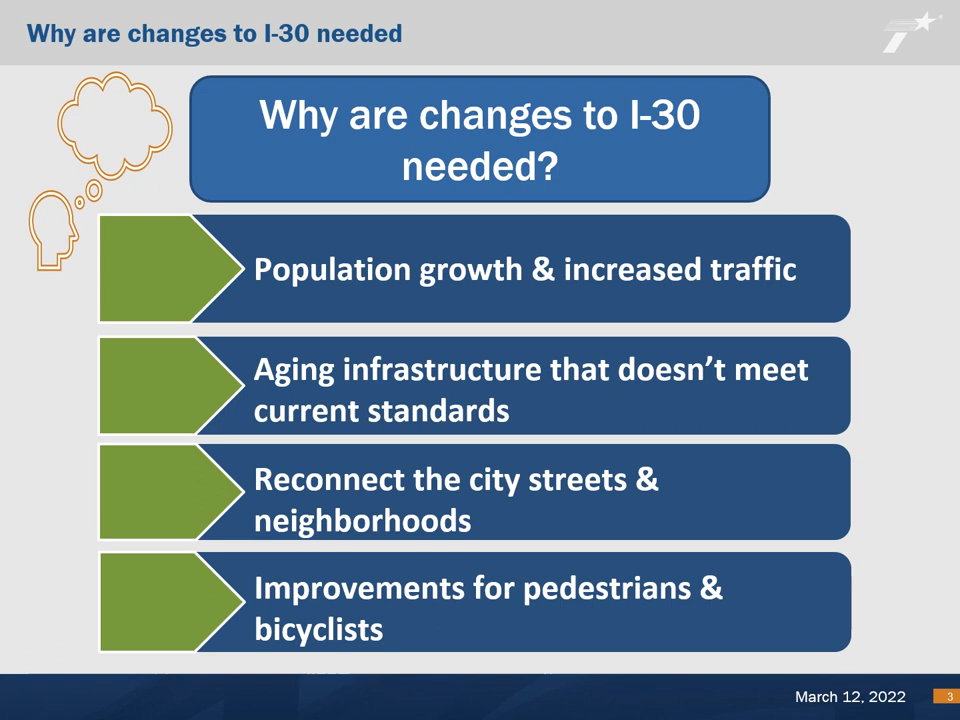 Why are changes to I-30 needed
Why are changes to I-30
needed?
Population growth & increased traffic
Aging infrastructure that doesn’t meet
current standards
Reconnect the city streets &
neighborhoods
Improvements for pedestrians &
bicyclists
March 12, 2022
3